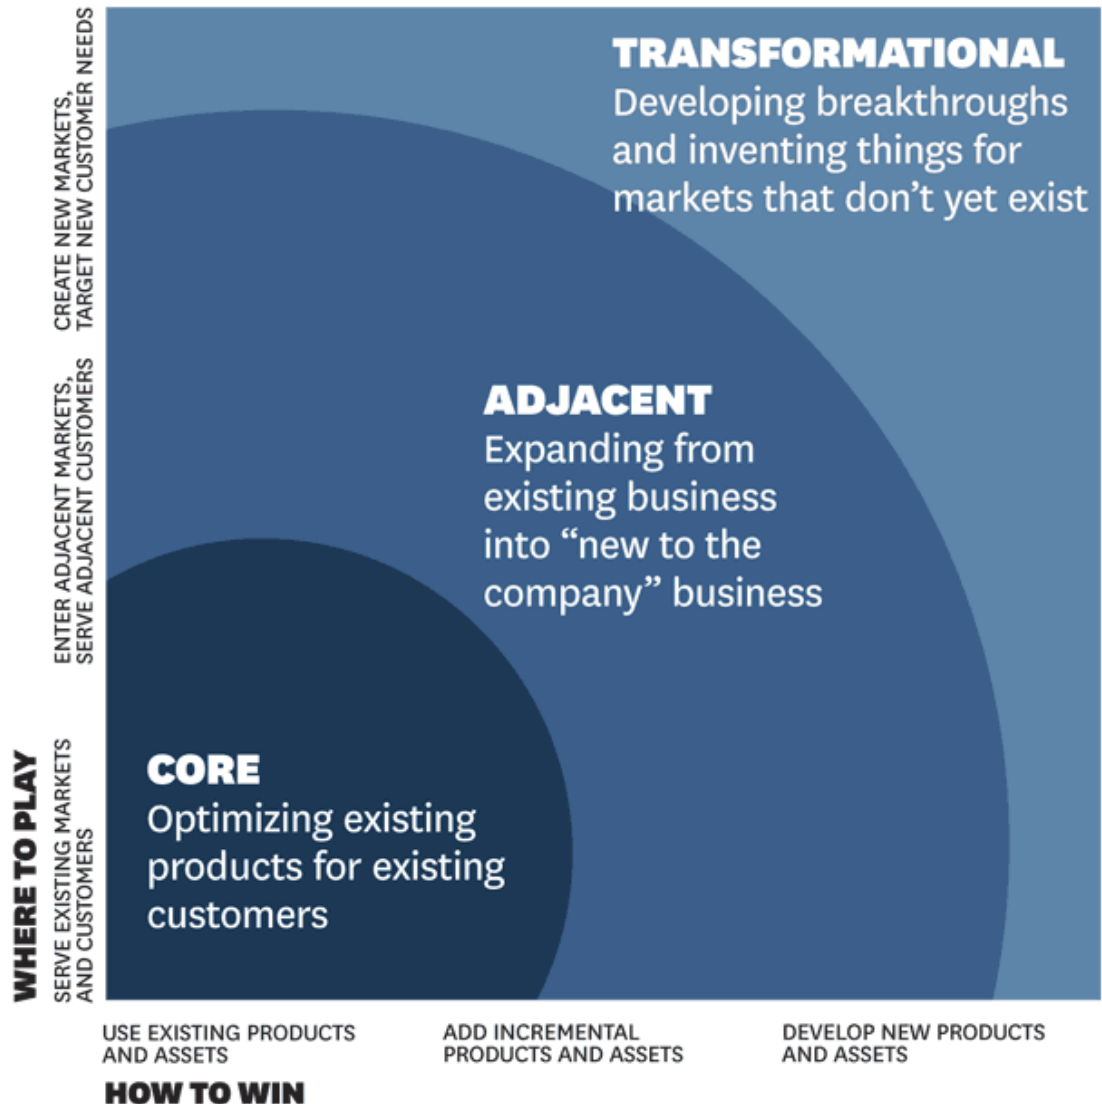 TRANSFORMATIONAL
Developing breakthroughs
and inventing things for
markets that don’t yet exist
ADJACENT
Expanding from
existing business
into “new to the
company” business
CORE
Optimizing existing
products for existing
customers
WHERE TO PLAY
CREATE NEW MARKETS,
TARGET NEW CUSTOMER NEEDS
ENTER ADJACENT MARKETS,
SERVE ADJACENT CUSTOMERS
SERVE EXISTING MARKETS
AND CUSTOMERS
USE EXISTING PRODUCTS
AND ASSETS
ADD INCREMENTAL
PRODUCTS AND ASSETS
DEVELOP NEW PRODUCTS
AND ASSETS
HOW TO WIN